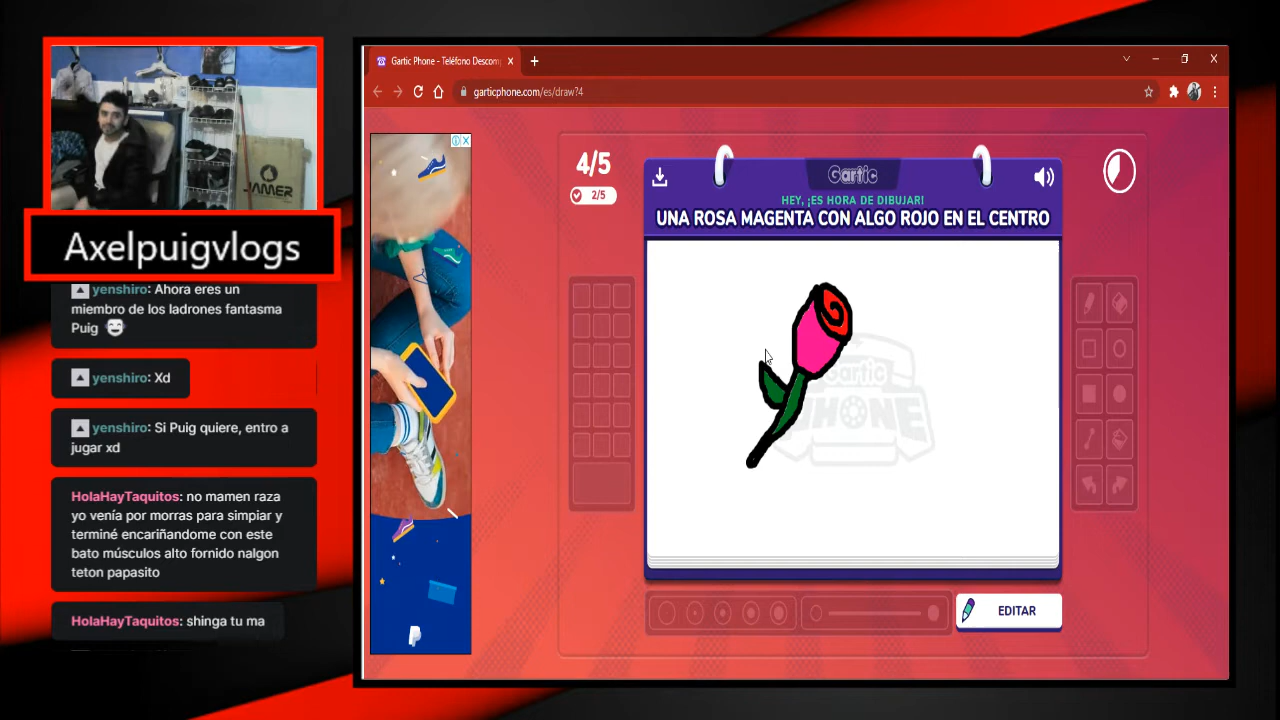 JAMER
Axelpuigvlogs
yenshiro: Ahora eres un
miembro de los ladrones fantasma
Puig
yenshiro: Xd
yenshiro: Si Puig quiere, entro a
jugar xd
HolaHayTaquitos: no mamen raza
yo venía por morras para simpiar y
terminé encariñandome con este
bato músculos alto fornido nalgon
teton papasito
HolaHayTaquitos: shinga tu ma
Gartic Phone - Teléfono Descom
garticphone.com/es/draw?4
4/5
2/5
Gartic
HEY, ¡ES HORA DE DIBUJAR!
UNA ROSA MAGENTA CON ALGO ROJO EN EL CENTRO
Gartic
PHONE
EDITAR